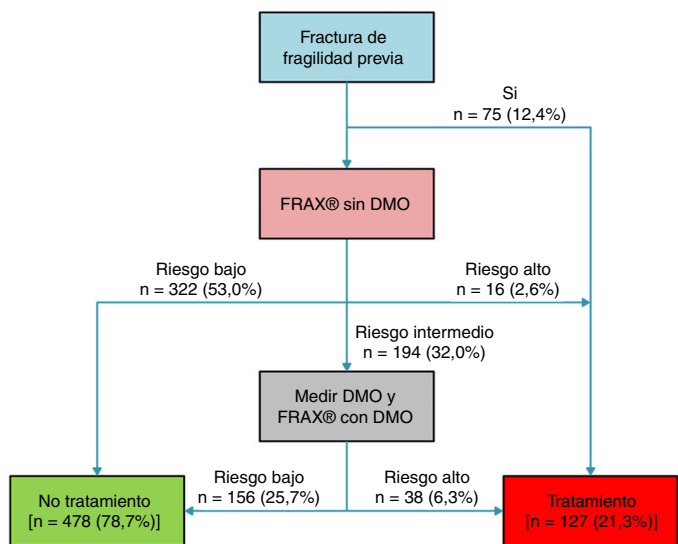 Fractura de
fragilidad previa
Si
n = 75 (12,4%)
FRAX® sin DMO
Riesgo bajo
n = 322 (53,0%)
Riesgo alto
n = 16 (2,6%)
Riesgo intermedio
n = 194 (32,0%)
Medir DMO y
FRAX® con DMO
Riesgo bajo
n = 156 (25,7%)
Riesgo alto
n = 38 (6,3%)
No tratamiento
[n = 478 (78,7%)]
Tratamiento
[n = 127 (21,3%)]